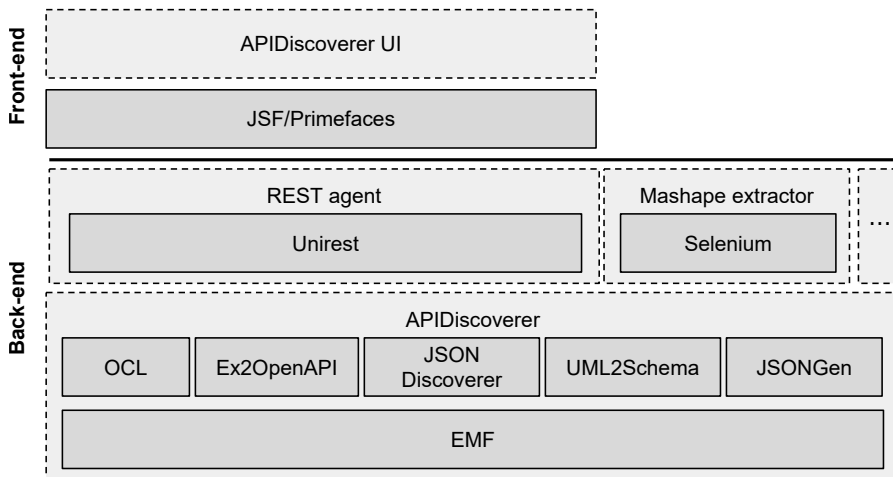 Front-end
APIDiscoverer UI
JSF/Primefaces
Back-end
REST agent
Unirest
Mashape extractor
Selenium
...
APIDiscoverer
OCL
Ex2OpenAPI
JSON
Discoverer
UML2Schema
JSONGen
EMF